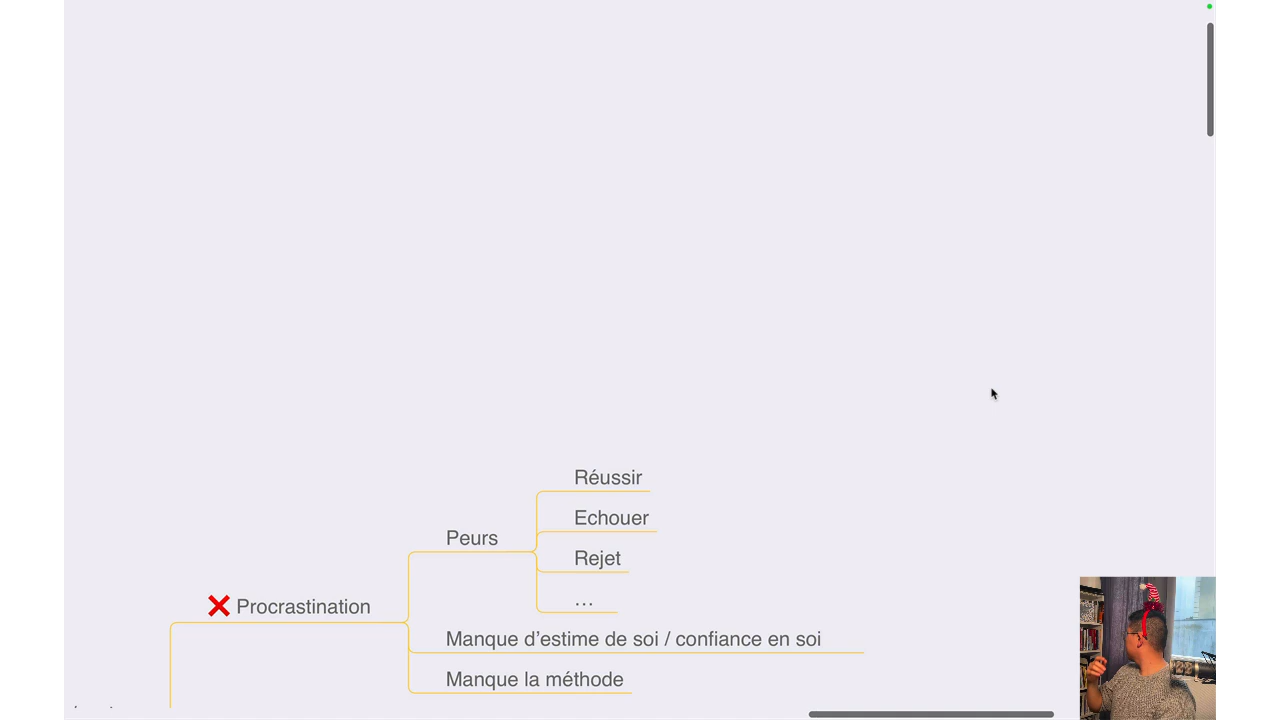 Réussir
Echouer
Peurs
Rejet
...
❌ Procrastination
Manque d’estime de soi / confiance en soi
Manque la méthode